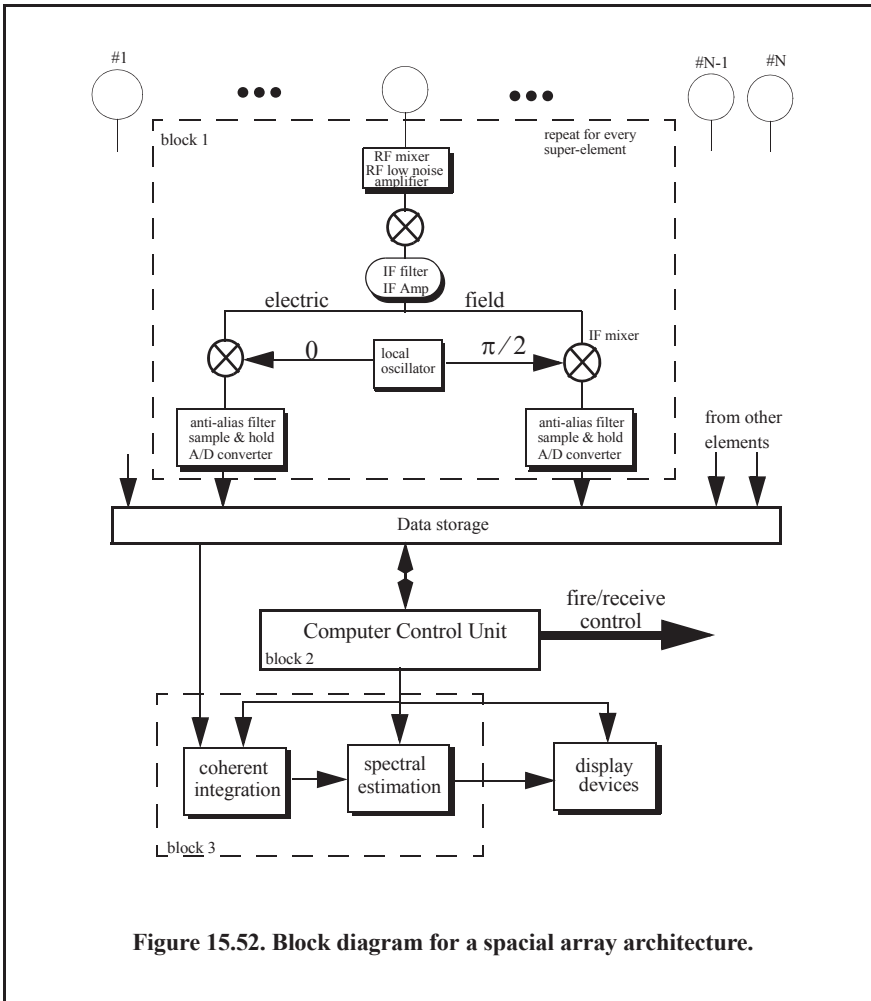 #1
#N-1
#N
block 1
repeat for every
super-element
RF mixer
RF low noise
amplifier
IF filter
IF Amp
electric
field
0
local
oscillator
π/2
IF mixer
anti-alias filter
sample & hold
A/D converter
anti-alias filter
sample & hold
A/D converter
from other
elements
Data storage
Computer Control Unit
block 2
fire/receive
control
coherent
integration
spectral
estimation
display
devices
block 3
Figure 15.52. Block diagram for a spacial array architecture.